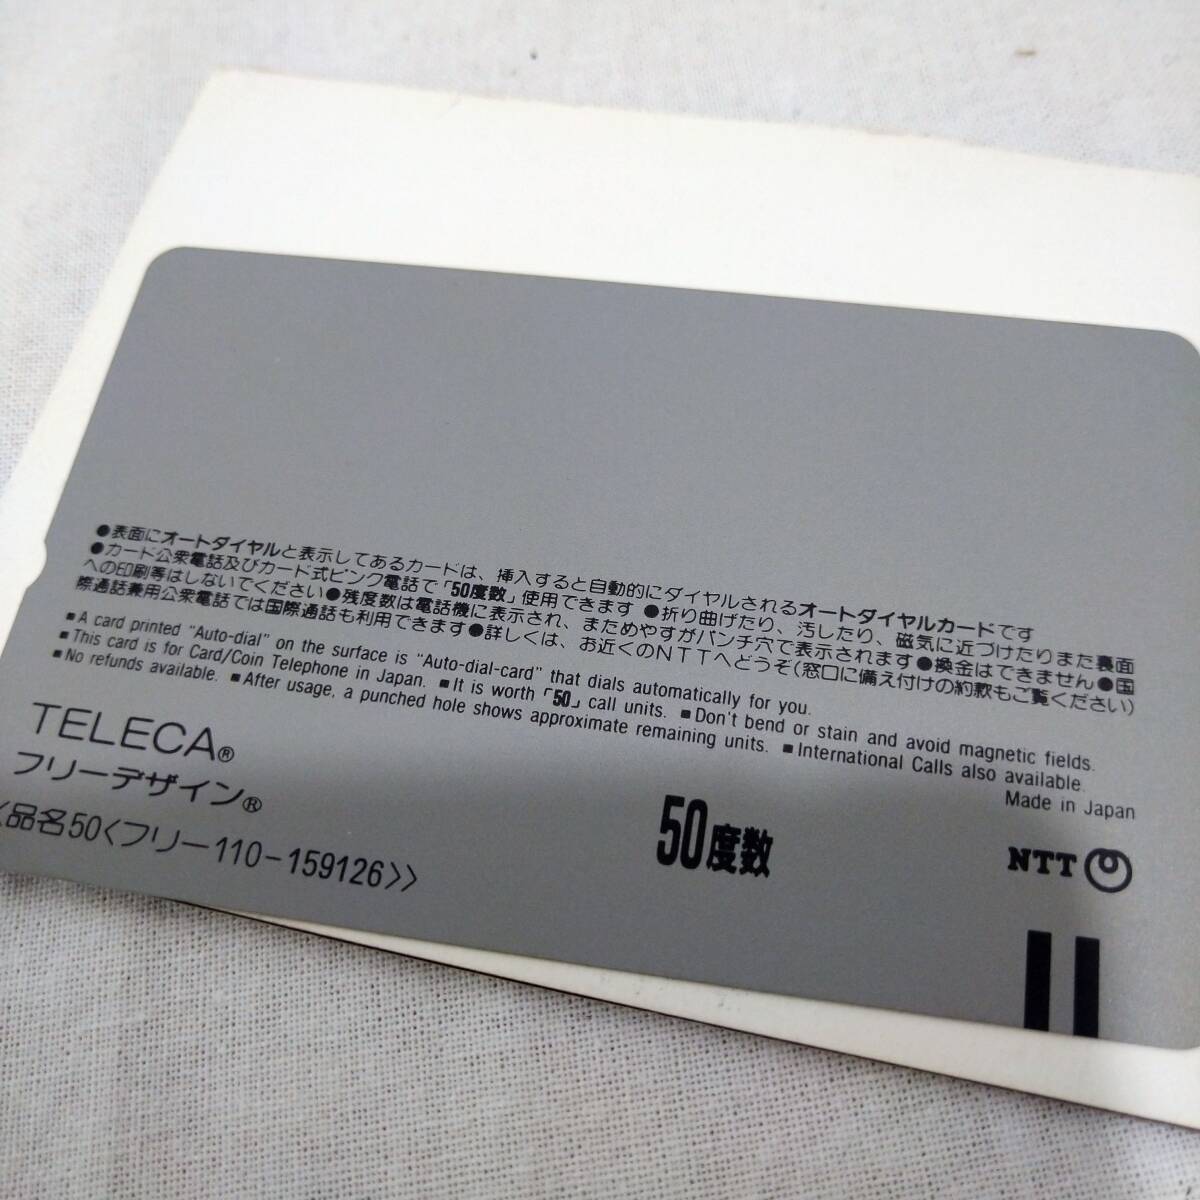 ●表面にオートダイヤルと表示してあるカードは、挿入すると自動的にダイヤルされるオートダイヤルカードです
●カード公衆電話及びカード式ピンク電話で「50度数」使用できます ●折り曲げたり、汚したり、磁気に近づけたりまた裏面
への印刷等はしないでください●残度数は電話機に表示され、まためやすがパンチ穴で表示されます●換金はできません●国
際通話兼用公衆電話では国際通話も利用できます●詳しくは、お近くのNTTへどうぞ(窓口に備え付けの約款もご覧ください)
■A card printed "Auto-dial" on the surface is "Auto-dial-card" that dials automatically for you.
■This card is for Card/Coin Telephone in Japan. ■It is worth「50」call units. ■Don't bend or stain and avoid magnetic fields.
■No refunds available. ■After usage, a punched hole shows approximate remaining units. ■International Calls also available.
Made in Japan
TELECA®
フリーデザイン®
<品名50<フリー110-159126>>
50度数
NTT